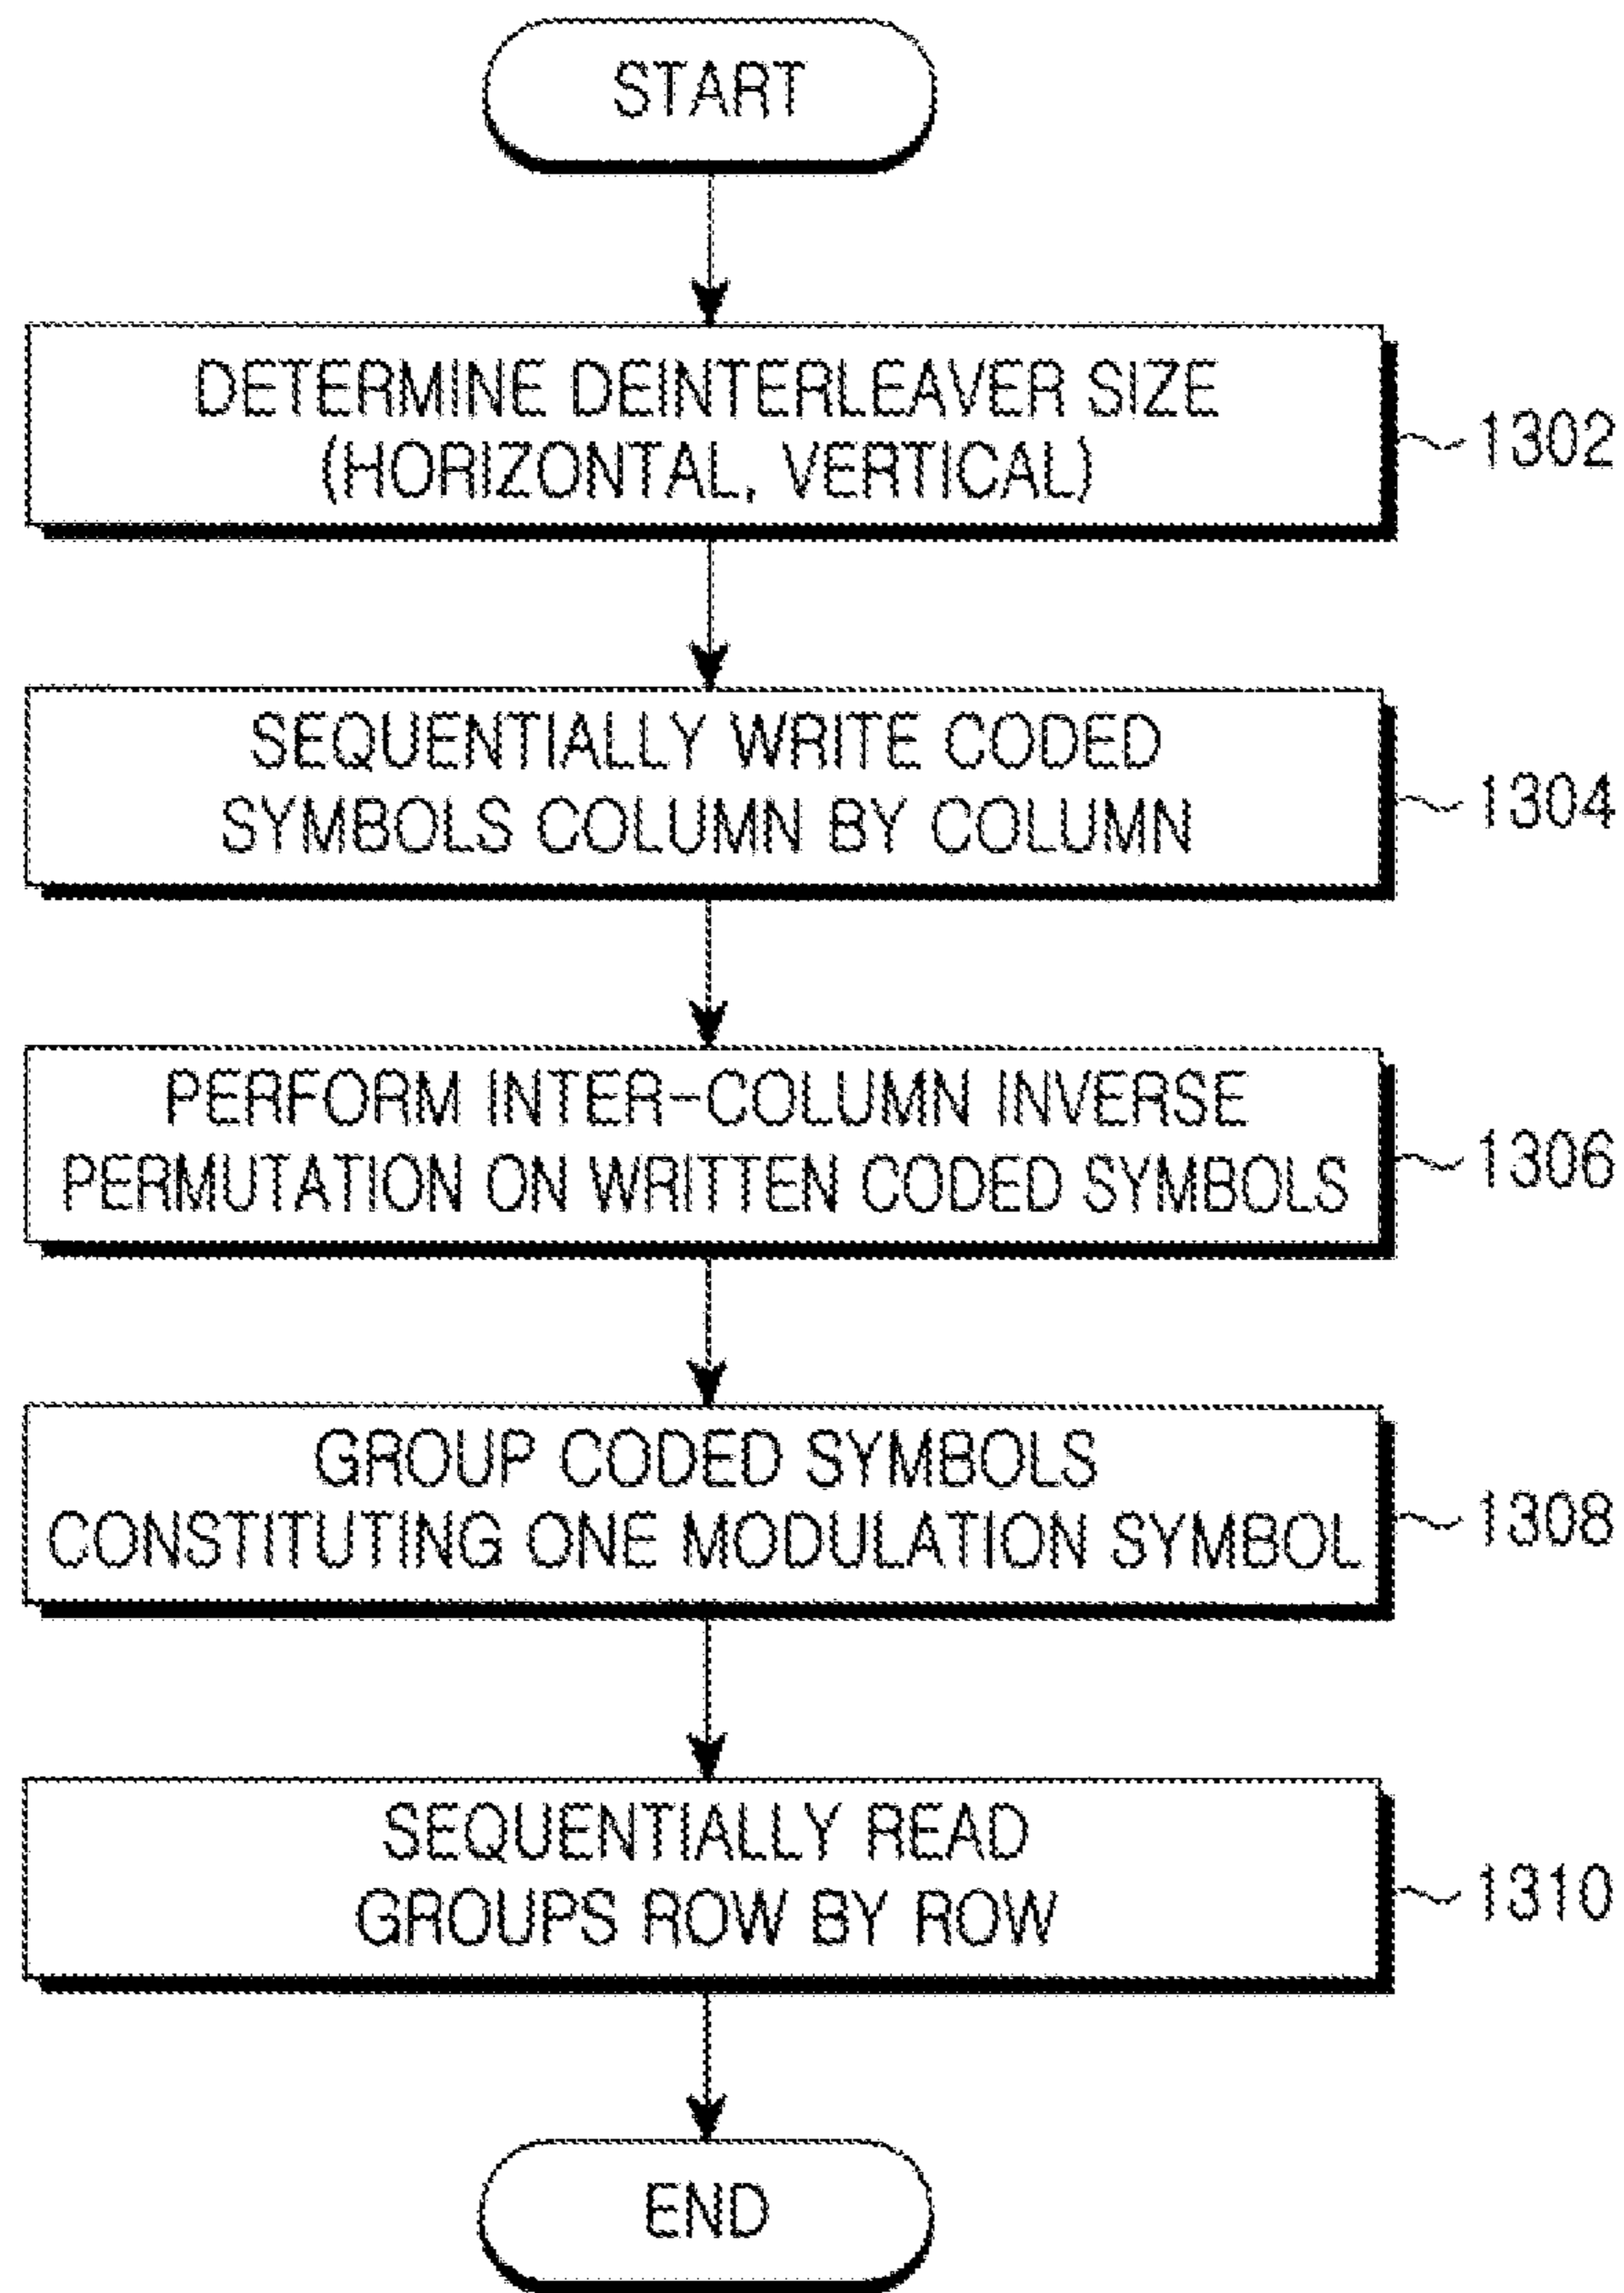 START
DETERMINE DEINTERLEAVER SIZE
(HORIZONTAL, VERTICAL)
1302
SEQUENTIALLY WRITE CODED
SYMBOLS COLUMN BY COLUMN
1304
PERFORM INTER-COLUMN INVERSE
PERMUTATION ON WRITTEN CODED SYMBOLS
1306
GROUP CODED SYMBOLS
CONSTITUTING ONE MODULATION SYMBOL
1308
SEQUENTIALLY READ
GROUPS ROW BY ROW
1310
END